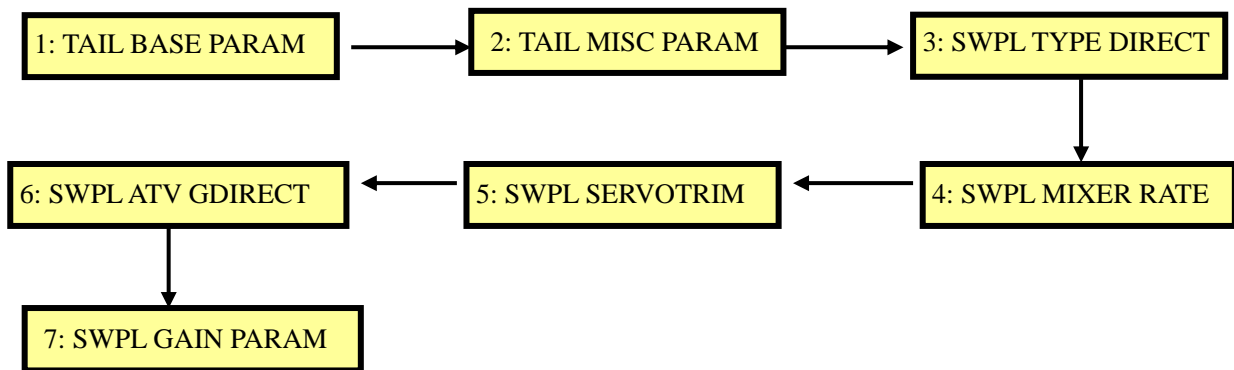 1: TAIL BASE PARAM
2: TAIL MISC PARAM
3: SWPL TYPE DIRECT
4: SWPL MIXER RATE
5: SWPL SERVOTRIM
6: SWPL ATV GDIRECT
7: SWPL GAIN PARAM